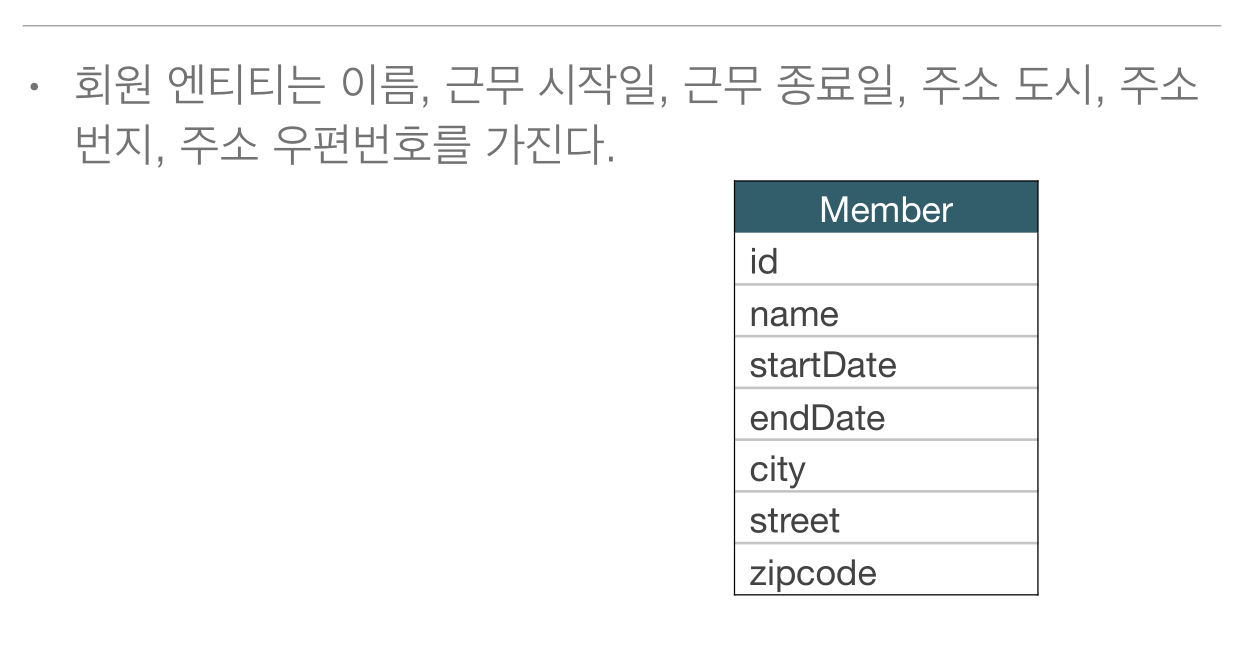 • 회원 엔티티는 이름, 근무 시작일, 근무 종료일, 주소 도시, 주소
번지, 주소 우편번호를 가진다.
Member
id
name
startDate
endDate
city
street
zipcode